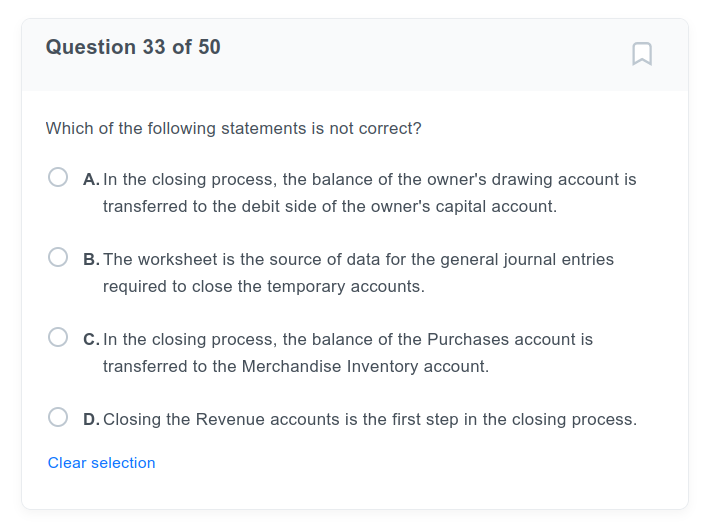 Question 33 of 50
Which of the following statements is not correct?
A. In the closing process, the balance of the owner's drawing account is
transferred to the debit side of the owner's capital account.
B. The worksheet is the source of data for the general journal entries
required to close the temporary accounts.
C. In the closing process, the balance of the Purchases account is
transferred to the Merchandise Inventory account.
D. Closing the Revenue accounts is the first step in the closing process.
Clear selection